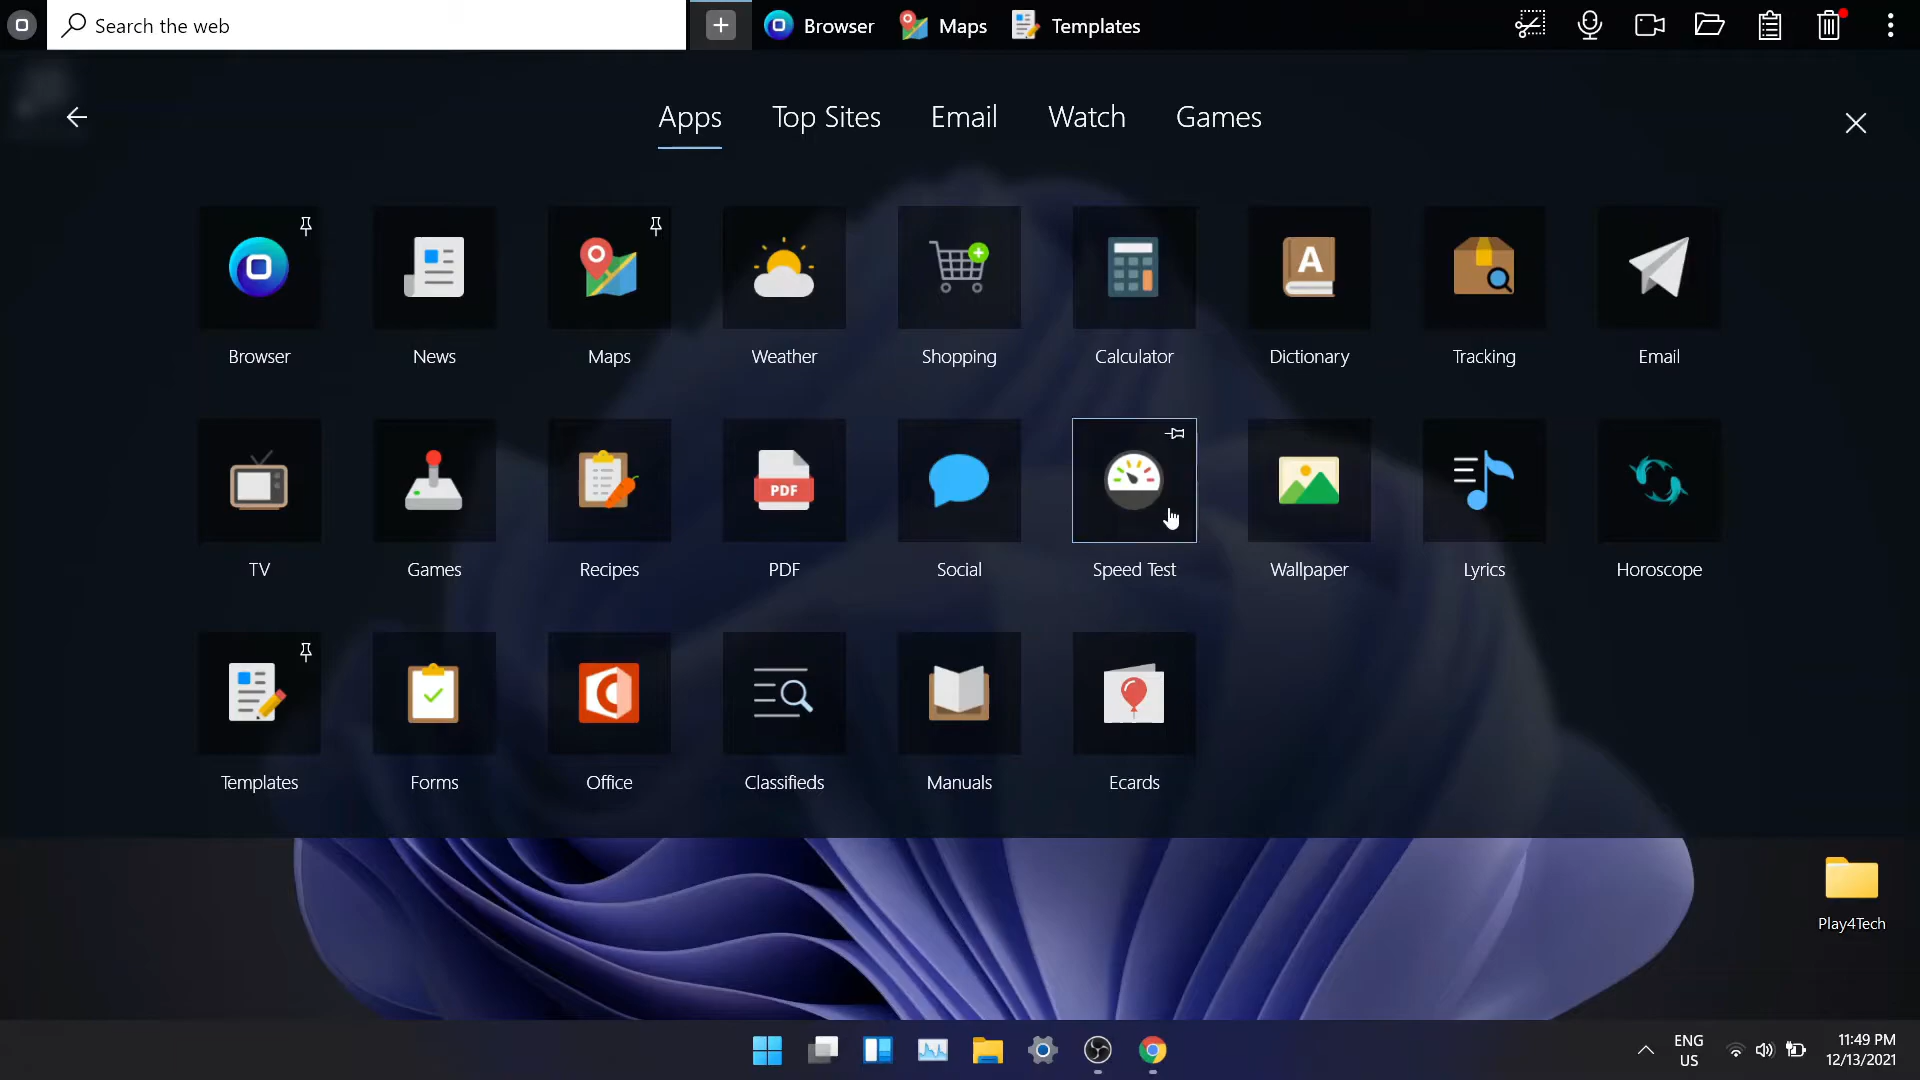 Search the web
Browser
Maps
Templates
Apps
Top Sites
Email
Watch
Games
Browser
News
Maps
Weather
Shopping
Calculator
A
Dictionary
Tracking
Email
TV
Games
Recipes
PDF
PDF
Social
Speed Test
Wallpaper
Lyrics
Horoscope
Templates
Forms
Office
Classifieds
Manuals
Ecards
Play4Tech
ENG
US
11:49 PM
12/13/2021